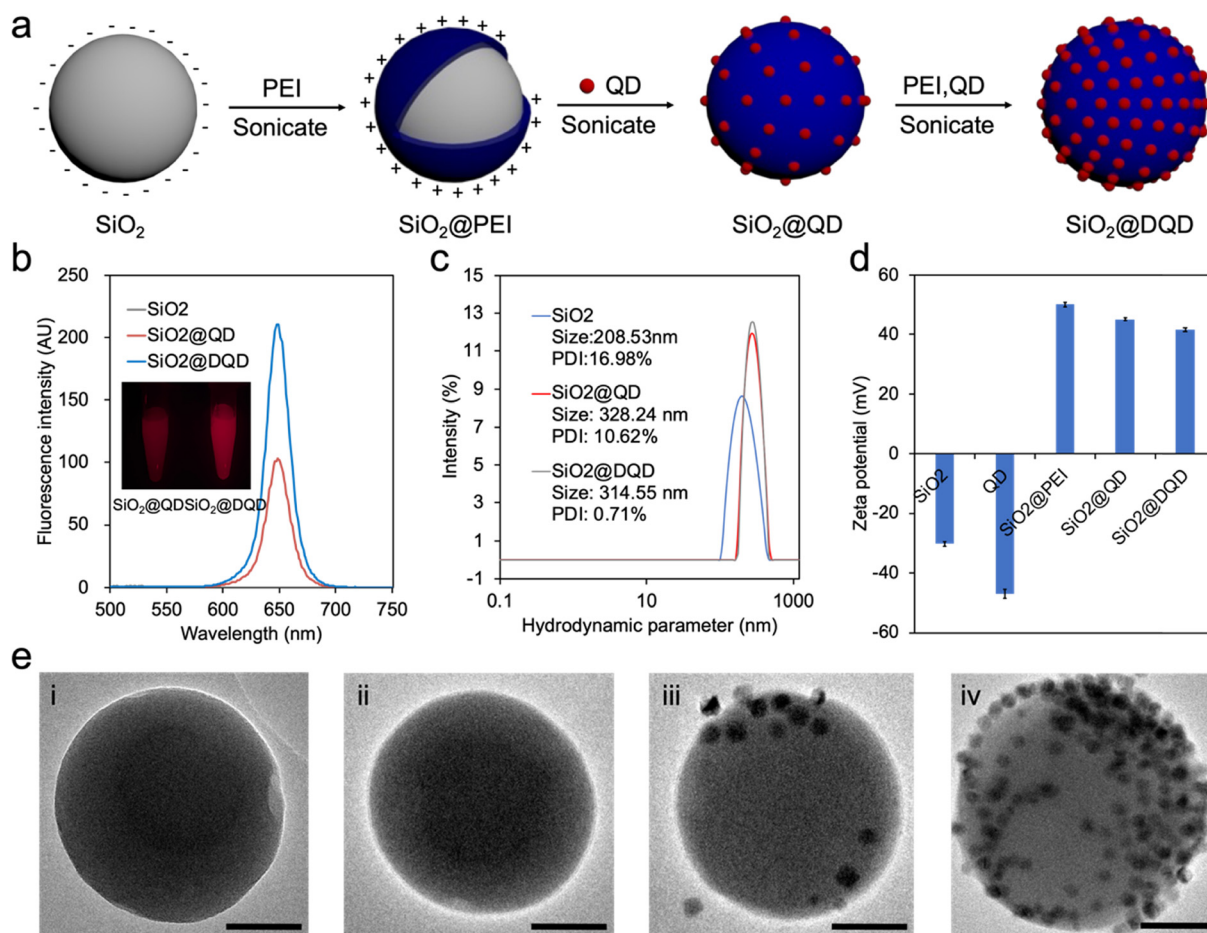 a
PEI
Sonicate
QD
Sonicate
PEI,QD
Sonicate
SiO₂
SiO₂@PEI
SiO₂@QD
SiO₂@DQD
b
250
200
150
100
50
0
Fluorescence intensity (AU)
SiO2
SiO2@QD
SiO2@DQD
SiO₂@QD SiO₂@DQD
500
550
600
650
700
750
Wavelength (nm)
c
15
13
11
9
7
5
3
1
-1
Intensity (%)
SiO2
Size:208.53nm
PDI:16.98%
SiO2@QD
Size: 328.24 nm
PDI: 10.62%
SiO2@DQD
Size: 314.55 nm
PDI: 0.71%
0.1
10
1000
Hydrodynamic parameter (nm)
d
60
40
20
0
-20
-40
-60
Zeta potential (mV)
SiO2
QD
SiO2@PEI
SiO2@QD
SiO2@DQD
e
i
ii
iii
iv